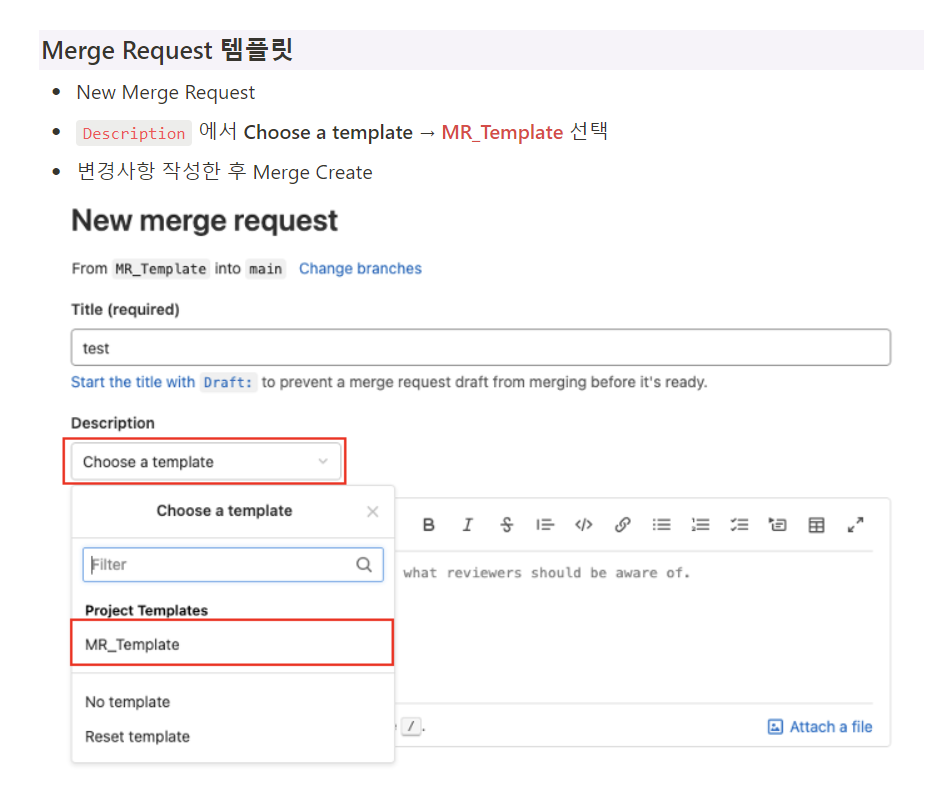 Merge Request 템플릿
• New Merge Request
• Description 에서 Choose a template → MR_Template 선택
• 변경사항 작성한 후 Merge Create
New merge request
From MR_Template into main Change branches
Title (required)
test
Start the title with Draft: to prevent a merge request draft from merging before it's ready.
Description
Choose a template
Choose a template
Filter
what reviewers should be aware of.
Project Templates
MR_Template
No template
Reset template
/.
Attach a file